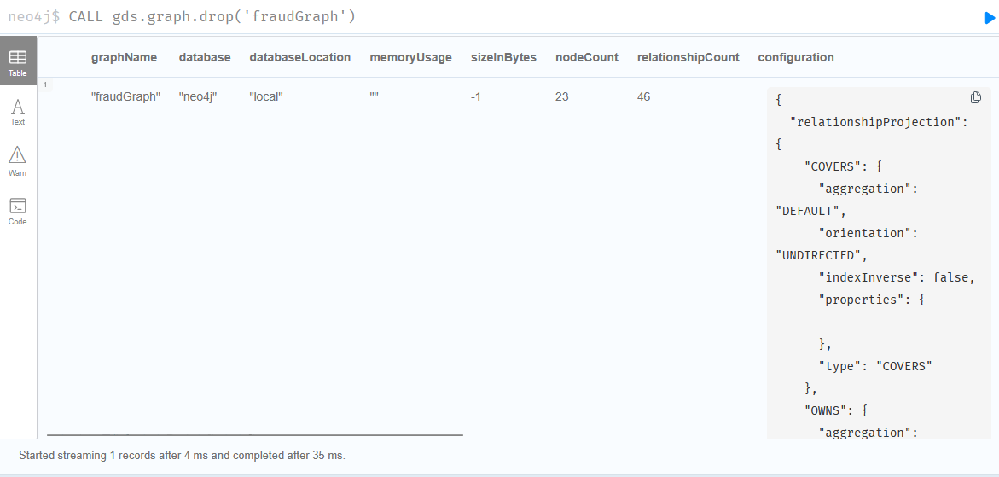 neo4j$ CALL gds.graph.drop('fraudGraph')
graphName database databaseLocation memoryUsage sizeInBytes nodeCount relationshipCount configuration
Table
1
"fraudGraph" "neo4j" "local" "" -1 23 46
{
"relationshipProjection":
{
"COVERS": {
"aggregation":
"DEFAULT",
"orientation":
"UNDIRECTED",
"indexInverse": false,
"properties": {
},
"type": "COVERS"
},
"OWNS": {
"aggregation":
Text
Warn
Code
Started streaming 1 records after 4 ms and completed after 35 ms.